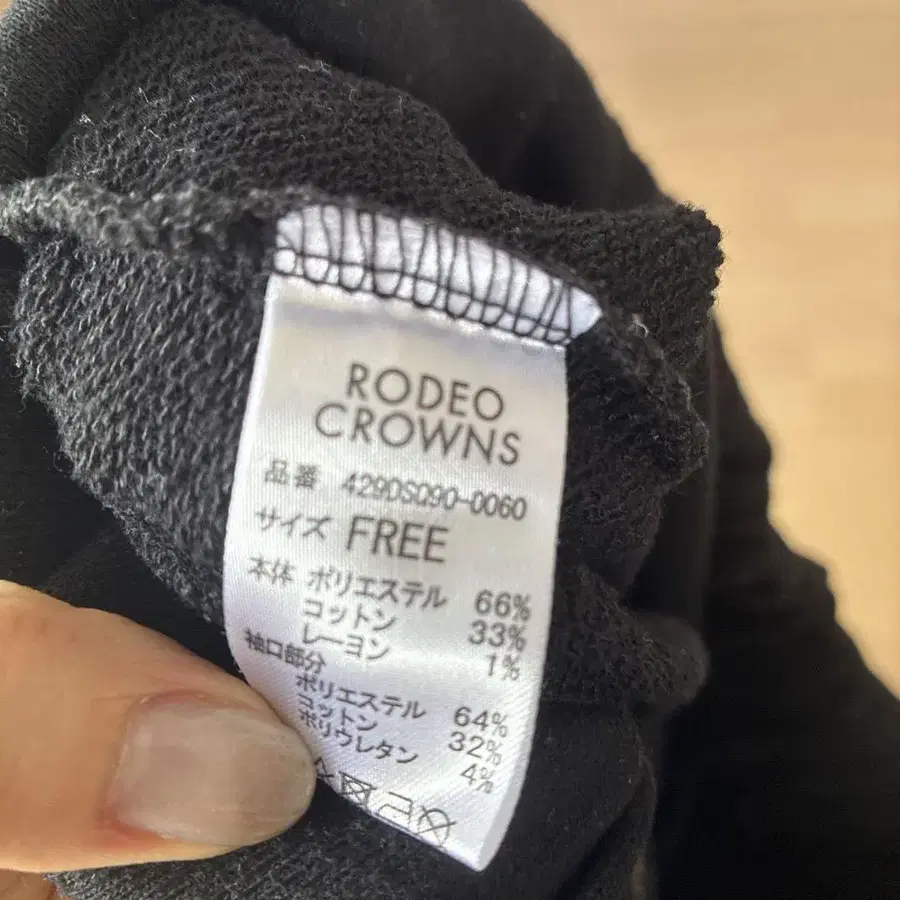 RODEO
CROWNS
品番 429DSQ90-0060
サイズ FREE
本体 ポリエステル 66%
コットン 33%
レーヨン 1%
袖口部分
ポリエステル 64%
コットン 32%
ポリウレタン 4%